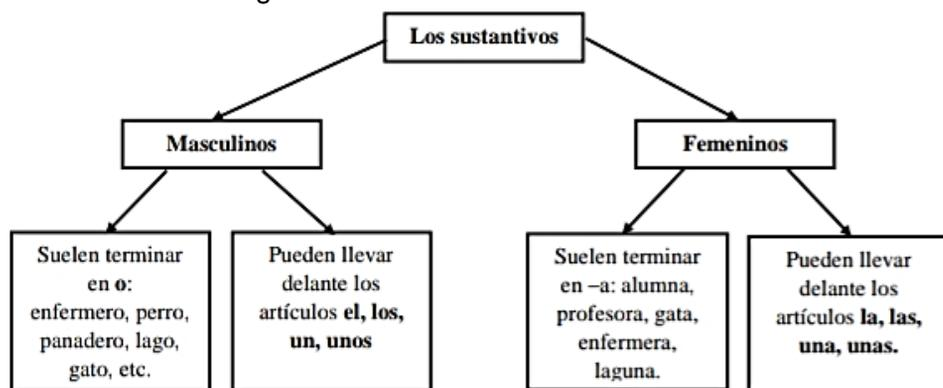 Los sustantivos
Masculinos
Femeninos
Suelen terminar
en o:
enfermero, perro,
panadero, lago,
gato, etc.
Pueden llevar
delante los
artículos el, los,
un, unos
Suelen terminar
en –a: alumna,
profesora, gata,
enfermera,
laguna.
Pueden llevar
delante los
artículos la, las,
una, unas.